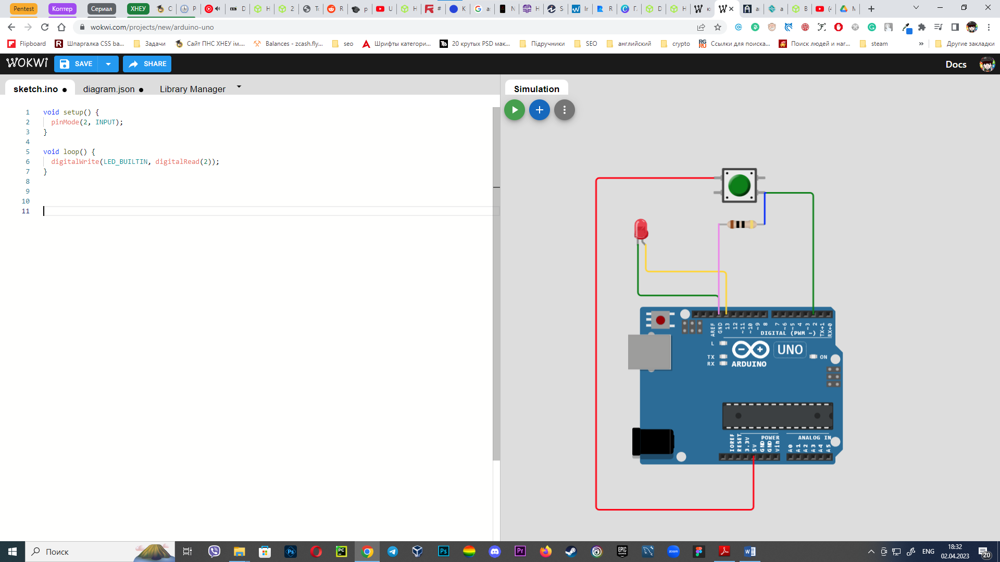 Pentest
Коптер
Сериал
ХНЕУ
wokwi.com/projects/new/arduino-uno
Flipboard
Шпаргалка CSS ba...
Задачи
Сайт ПНС ХНЕУ ім....
Balances - zcash.fly...
seo
Шрифты категори...
20 крутых PSD мак...
Підручники
SEO
английский
crypto
Ссылки для поиска...
Поиск людей и наг...
steam
»
Другие закладки
WOKWI
SAVE
SHARE
Docs
sketch.ino ●
diagram.json ●
Library Manager
Simulation
1 void setup() {
2 pinMode(2, INPUT);
3 }
4
5 void loop() {
6 digitalWrite(LED_BUILTIN, digitalRead(2));
7 }
8
9
10
11
AREF
GND
13
12
~11
~10
~9
8
7
~6
~5
4
~3
2
TX→1
RX←0
DIGITAL (PWM ~)
L
TX
RX
UNO
ARDUINO
ON
IOREF
RESET
3.3V
5V
GND
GND
Vin
POWER
ANALOG IN
A0
A1
A2
A3
A4
A5
Поиск
ENG
18:32
02.04.2023
20